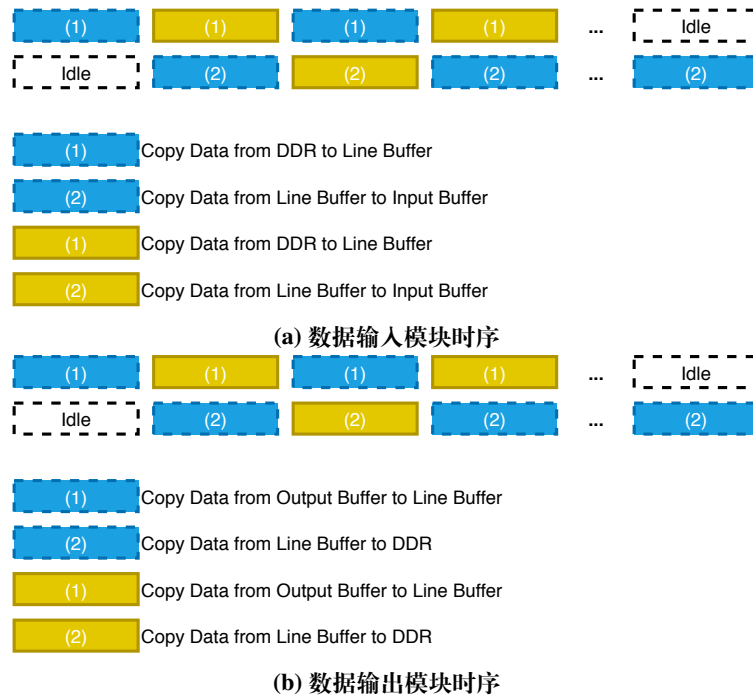 (1) (1) (1) (1) ... Idle
Idle (2) (2) (2) ... (2)
(1) Copy Data from DDR to Line Buffer
(2) Copy Data from Line Buffer to Input Buffer
(1) Copy Data from DDR to Line Buffer
(2) Copy Data from Line Buffer to Input Buffer
(a) 数据输入模块时序
(1) (1) (1) (1) ... Idle
Idle (2) (2) (2) ... (2)
(1) Copy Data from Output Buffer to Line Buffer
(2) Copy Data from Line Buffer to DDR
(1) Copy Data from Output Buffer to Line Buffer
(2) Copy Data from Line Buffer to DDR
(b) 数据输出模块时序